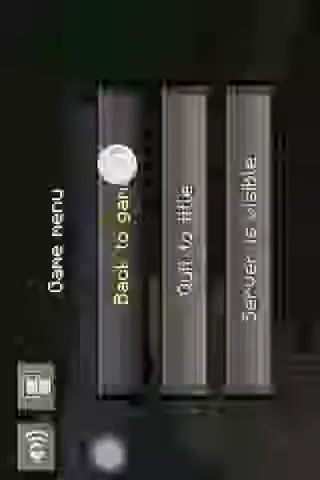 Game menu
Back to game
Quit to title
Server is visible